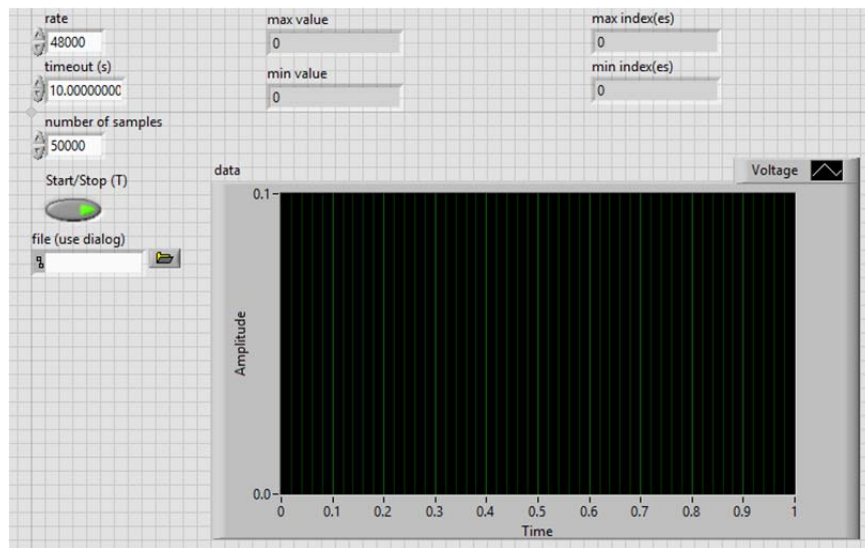 rate
48000
timeout (s)
10.00000000
number of samples
50000
Start/Stop (T)
file (use dialog)
max value
0
min value
0
max index(es)
0
min index(es)
0
data
Voltage
0.1
Amplitude
0.0
0 0.1 0.2 0.3 0.4 0.5 0.6 0.7 0.8 0.9 1
Time